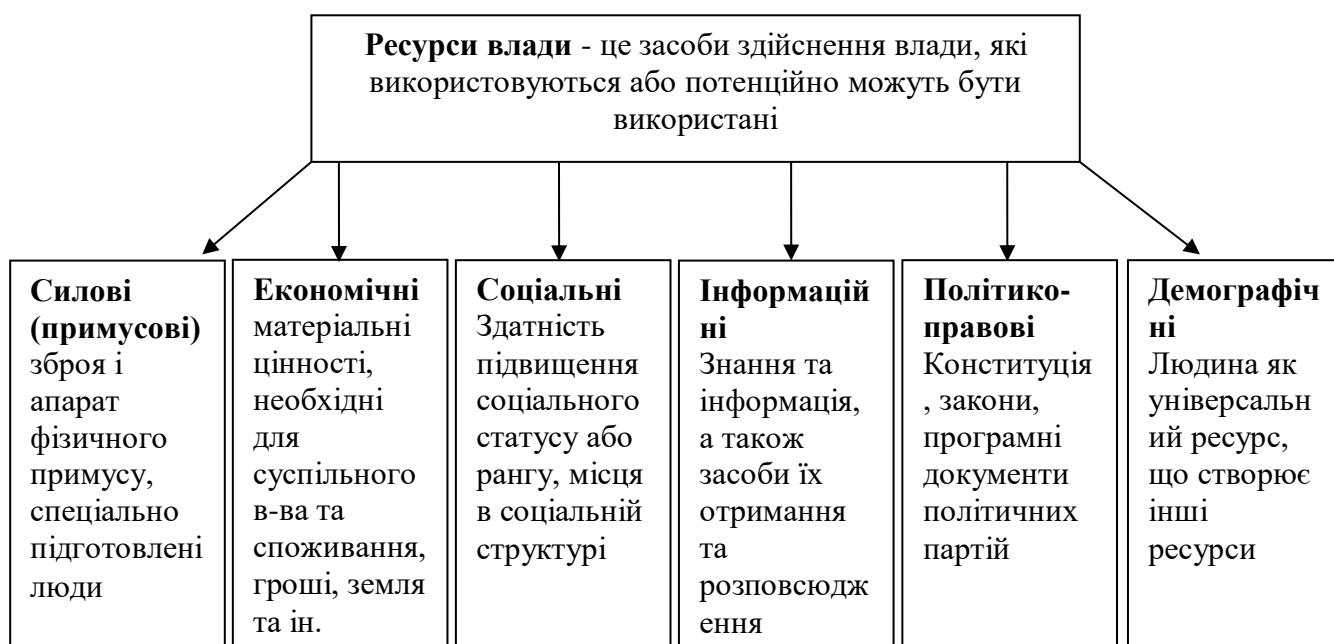 Ресурси влади - це засоби здійснення влади, які
використовуються або потенційно можуть бути
використані
Силові
(примусові)
зброя і
апарат
фізичного
примусу,
спеціально
підготовлені
люди
Економічні
матеріальні
цінності,
необхідні
для
суспільного
в-ва та
споживання,
гроші, земля
та ін.
Соціальні
Здатність
підвищення
соціального
статусу або
рангу, місця
в соціальній
структурі
Інформацій
ні
Знання та
інформація,
а також
засоби їх
отримання
та
розповсюдж
ення
Політико-
правові
Конституція
, закони,
програмні
документи
політичних
партій
Демографіч
ні
Людина як
універсальн
ий ресурс,
що створює
інші
ресурси